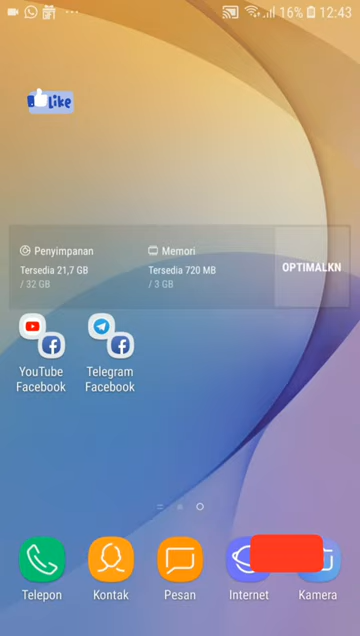 16% 12:43
Like
Penyimpanan
Tersedia 21,7 GB
/ 32 GB
Memori
Tersedia 720 MB
/ 3 GB
OPTIMALKN
YouTube
Facebook
Telegram
Facebook
Telepon
Kontak
Pesan
Internet
Kamera